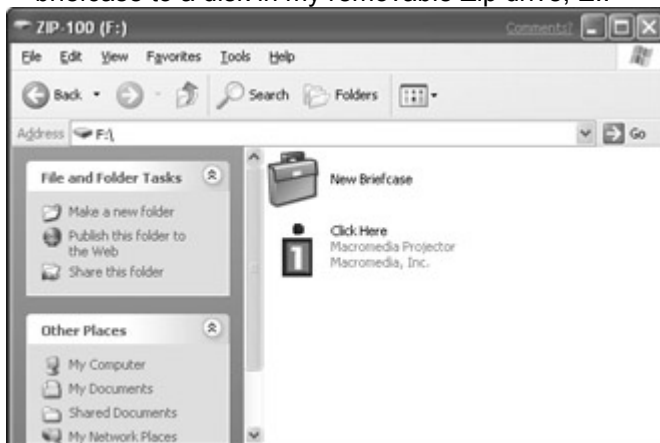 briefcase to a disk in my removable Zip drive, ZIP
ZIP-100 (F:)
Comments?
File Edit View Favorites Tools Help
Back Search Folders
Address F:\ Go
File and Folder Tasks
Make a new folder
Publish this folder to
the Web
Share this folder
Other Places
My Computer
My Documents
Shared Documents
My Network Places
New Briefcase
Click Here
Macromedia Projector
Macromedia, Inc.